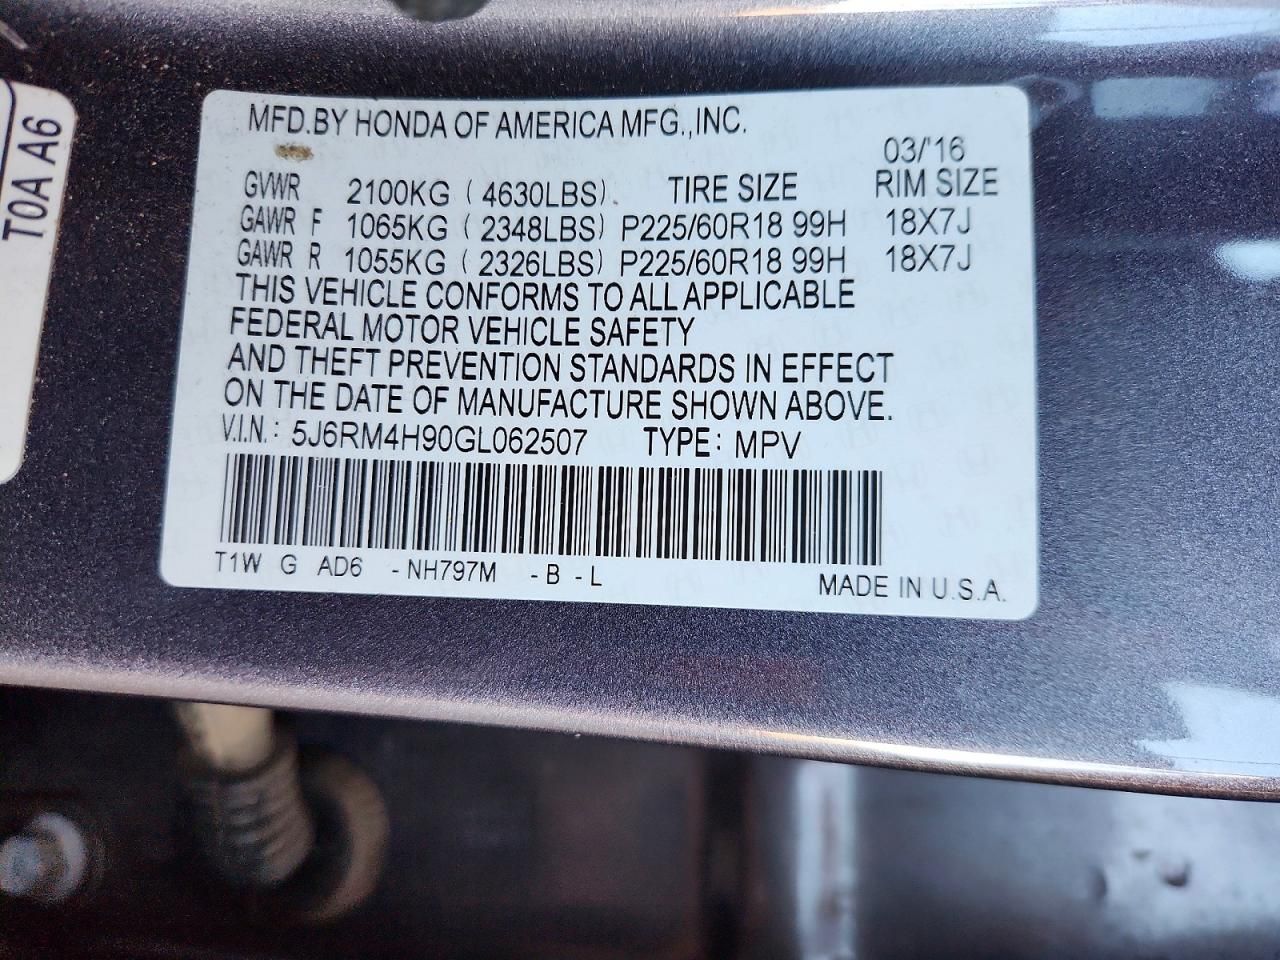 T0A A6
MFD.BY HONDA OF AMERICA MFG.,INC.
03/'16
GVWR 2100KG ( 4630LBS) TIRE SIZE RIM SIZE
GAWR F 1065KG ( 2348LBS) P225/60R18 99H 18X7J
GAWR R 1055KG ( 2326LBS) P225/60R18 99H 18X7J
THIS VEHICLE CONFORMS TO ALL APPLICABLE
FEDERAL MOTOR VEHICLE SAFETY
AND THEFT PREVENTION STANDARDS IN EFFECT
ON THE DATE OF MANUFACTURE SHOWN ABOVE.
V.I.N.: 5J6RM4H90GL062507 TYPE: MPV
T1W G AD6 -NH797M -B -L
MADE IN U.S.A.